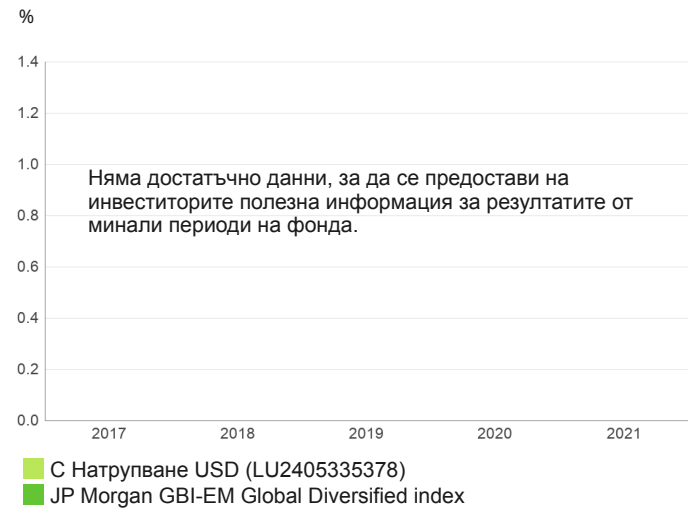 %
1.4
1.2
1.0
Няма достатъчно данни, за да се предостави на
инвеститорите полезна информация за резултатите от
0.8
минали периоди на фонда.
0.6
0.4
0.2
0.0
2017 2018 2019 2020 2021
C Натрупване USD (LU2405335378)
JP Morgan GBI-EM Global Diversified index